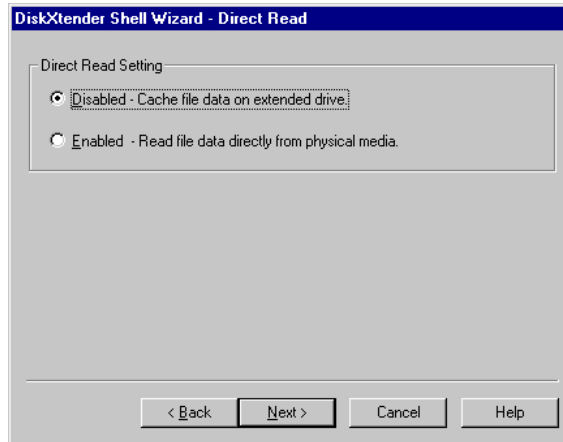 DiskXtender Shell Wizard - Direct Read
Direct Read Setting
Disabled - Cache file data on extended drive.
Enabled - Read file data directly from physical media.
< Back Next > Cancel Help